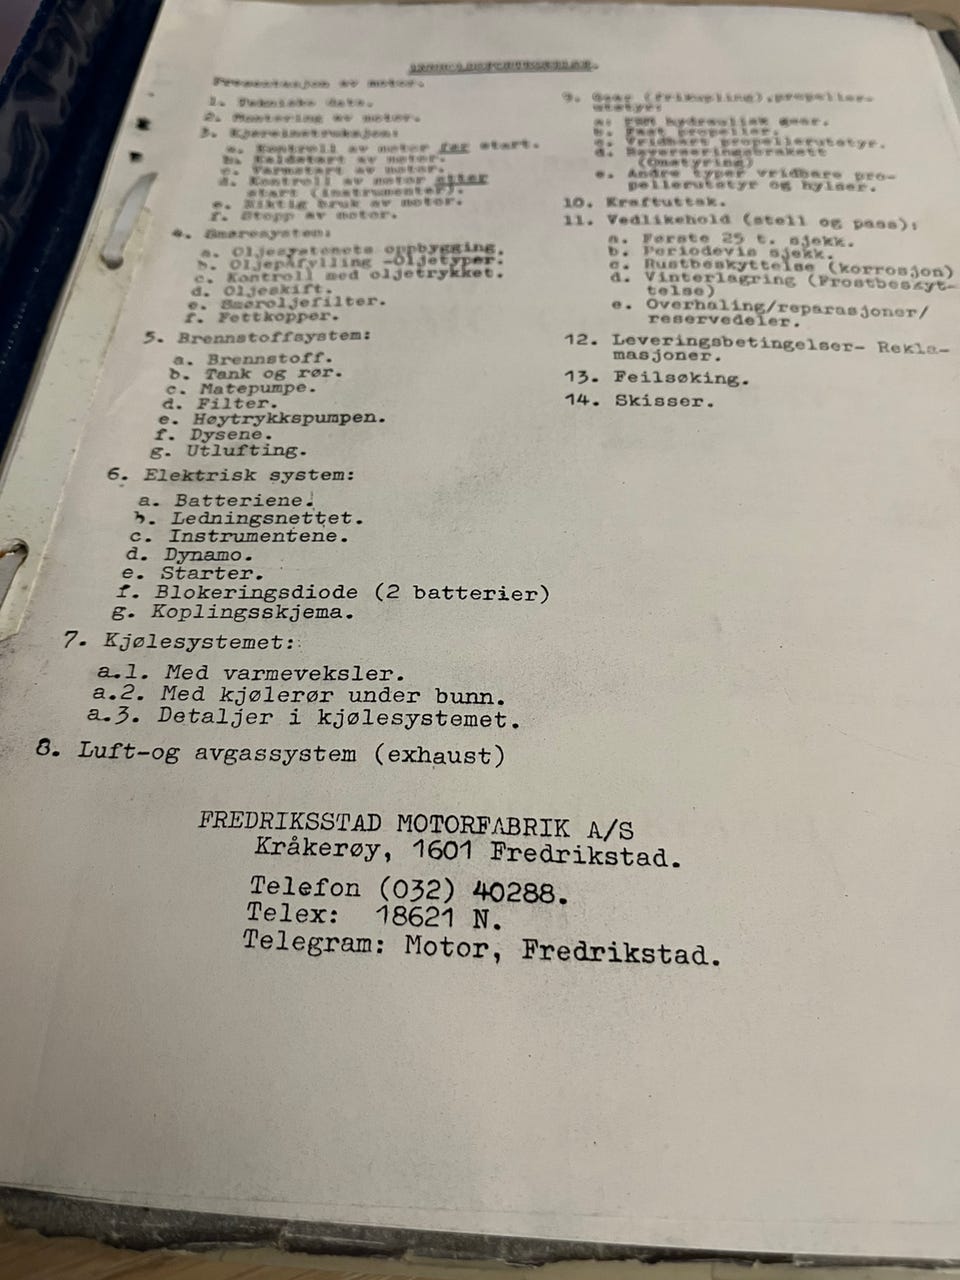 INNHOLDSFORTEGNELSE.
Presentasjon av motor.
1. Tekniske data.
2. Montering av motor.
3. Kjøreinstruksjon:
a. Kontroll av motor før start.
b. Kaldstart av motor.
c. Varmstart av motor.
d. Kontroll av motor etter
start (instrumenter).
e. Riktig bruk av motor.
f. Stopp av motor.
4. Smøresystem:
a. Oljesystemets oppbygging.
b. Oljepåfylling -Oljetyper.
c. Kontroll med oljetrykket.
d. Oljeskift.
e. Smøroljefilter.
f. Fettkopper.
5. Brennstoffsystem:
a. Brennstoff.
b. Tank og rør.
c. Matepumpe.
d. Filter.
e. Høytrykkspumpen.
f. Dysene.
g. Utlufting.
6. Elektrisk system:
a. Batteriene.
b. Ledningsnettet.
c. Instrumentene.
d. Dynamo.
e. Starter.
f. Blokeringsdiode (2 batterier)
g. Koplingsskjema.
7. Kjølesystemet:
a.1. Med varmeveksler.
a.2. Med kjølerør under bunn.
a.3. Detaljer i kjølesystemet.
8. Luft-og avgassystem (exhaust)
9. Gear (frikopling),propeller-
utstyr:
a. FMM hydraulisk gear.
b. Fast propeller.
c. Vridbart propellerutstyr.
d. Reverseringsbrakett
(Omstyring)
e. Andre typer vridbare pro-
pellerutstyr og hylser.
10. Kraftuttak.
11. Vedlikehold (stell og pass):
a. Første 25 t. sjekk.
b. Periodevis sjekk.
c. Rustbeskyttelse (korrosjon)
d. Vinterlagring (Frostbeskyt-
telse)
e. Overhaling/reparasjoner/
reservedeler.
12. Leveringsbetingelser- Rekla-
masjoner.
13. Feilsøking.
14. Skisser.
FREDRIKSSTAD MOTORFABRIK A/S
Kråkerøy, 1601 Fredrikstad.
Telefon (032) 40288.
Telex: 18621 N.
Telegram: Motor, Fredrikstad.